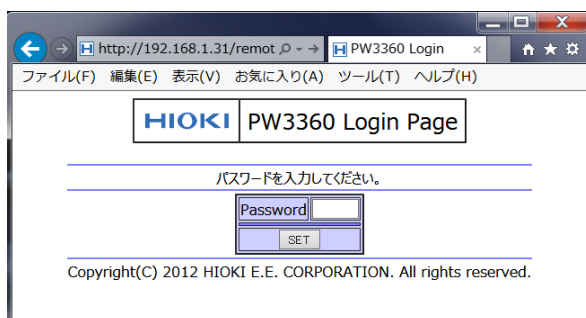 http://192.168.1.31/remot
PW3360 Login
ファイル(F) 編集(E) 表示(V) お気に入り(A) ツール(T) ヘルプ(H)
HIOKI PW3360 Login Page
パスワードを入力してください。
Password
SET
Copyright(C) 2012 HIOKI E.E. CORPORATION. All rights reserved.